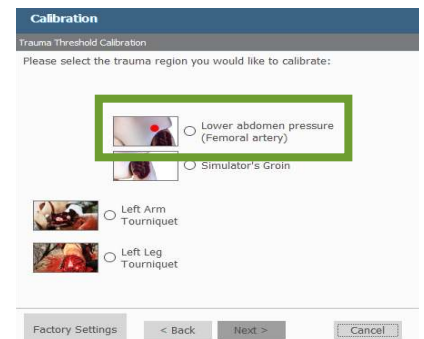 Calibration
Trauma Threshold Calibration
Please select the trauma region you would like to calibrate:
Lower abdomen pressure
(Femoral artery)
Simulator's Groin
Left Arm
Tourniquet
Left Leg
Tourniquet
Factory Settings
< Back
Next >
Cancel